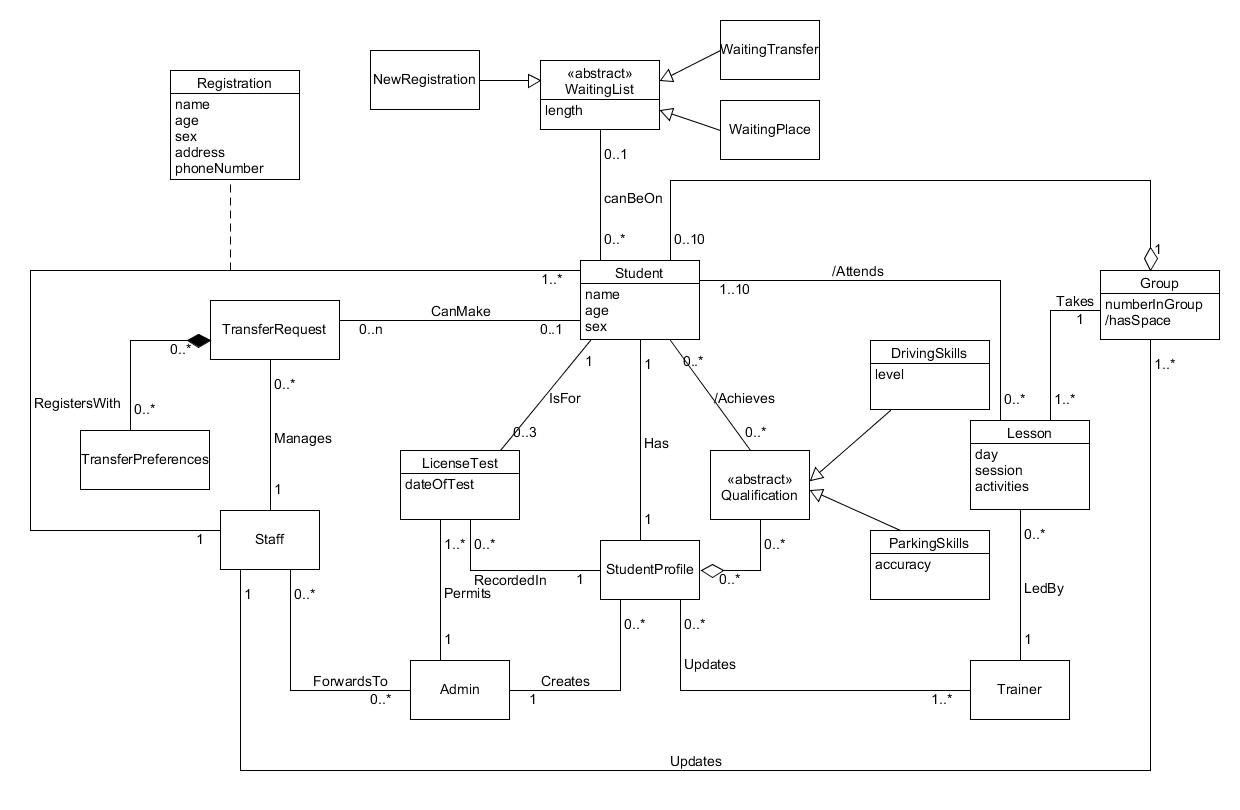 WaitingTransfer
NewRegistration
«abstract»
WaitingList
length
Registration
name
age
sex
address
phoneNumber
WaitingPlace
0..1
canBeOn
0..*
0..10
1
1..*
Student
name
age
sex
/Attends
1..10
Group
numberInGroup
/hasSpace
Takes
1
TransferRequest
CanMake
0..n
0..1
0..*
DrivingSkills
level
1
1
0..*
1..*
0..*
RegistersWith
0..*
IsFor
/Achieves
1..*
0..*
0..3
0..*
Manages
Has
Lesson
day
session
activities
TransferPreferences
LicenseTest
dateOfTest
«abstract»
Qualification
1
1
Staff
1
1..*
0..*
0..*
ParkingSkills
accuracy
0..*
StudentProfile
RecordedIn
1
0..*
1
0..*
Permits
LedBy
0..*
0..*
1
1
Updates
ForwardsTo
0..*
Admin
Creates
1
1..*
Trainer
Updates